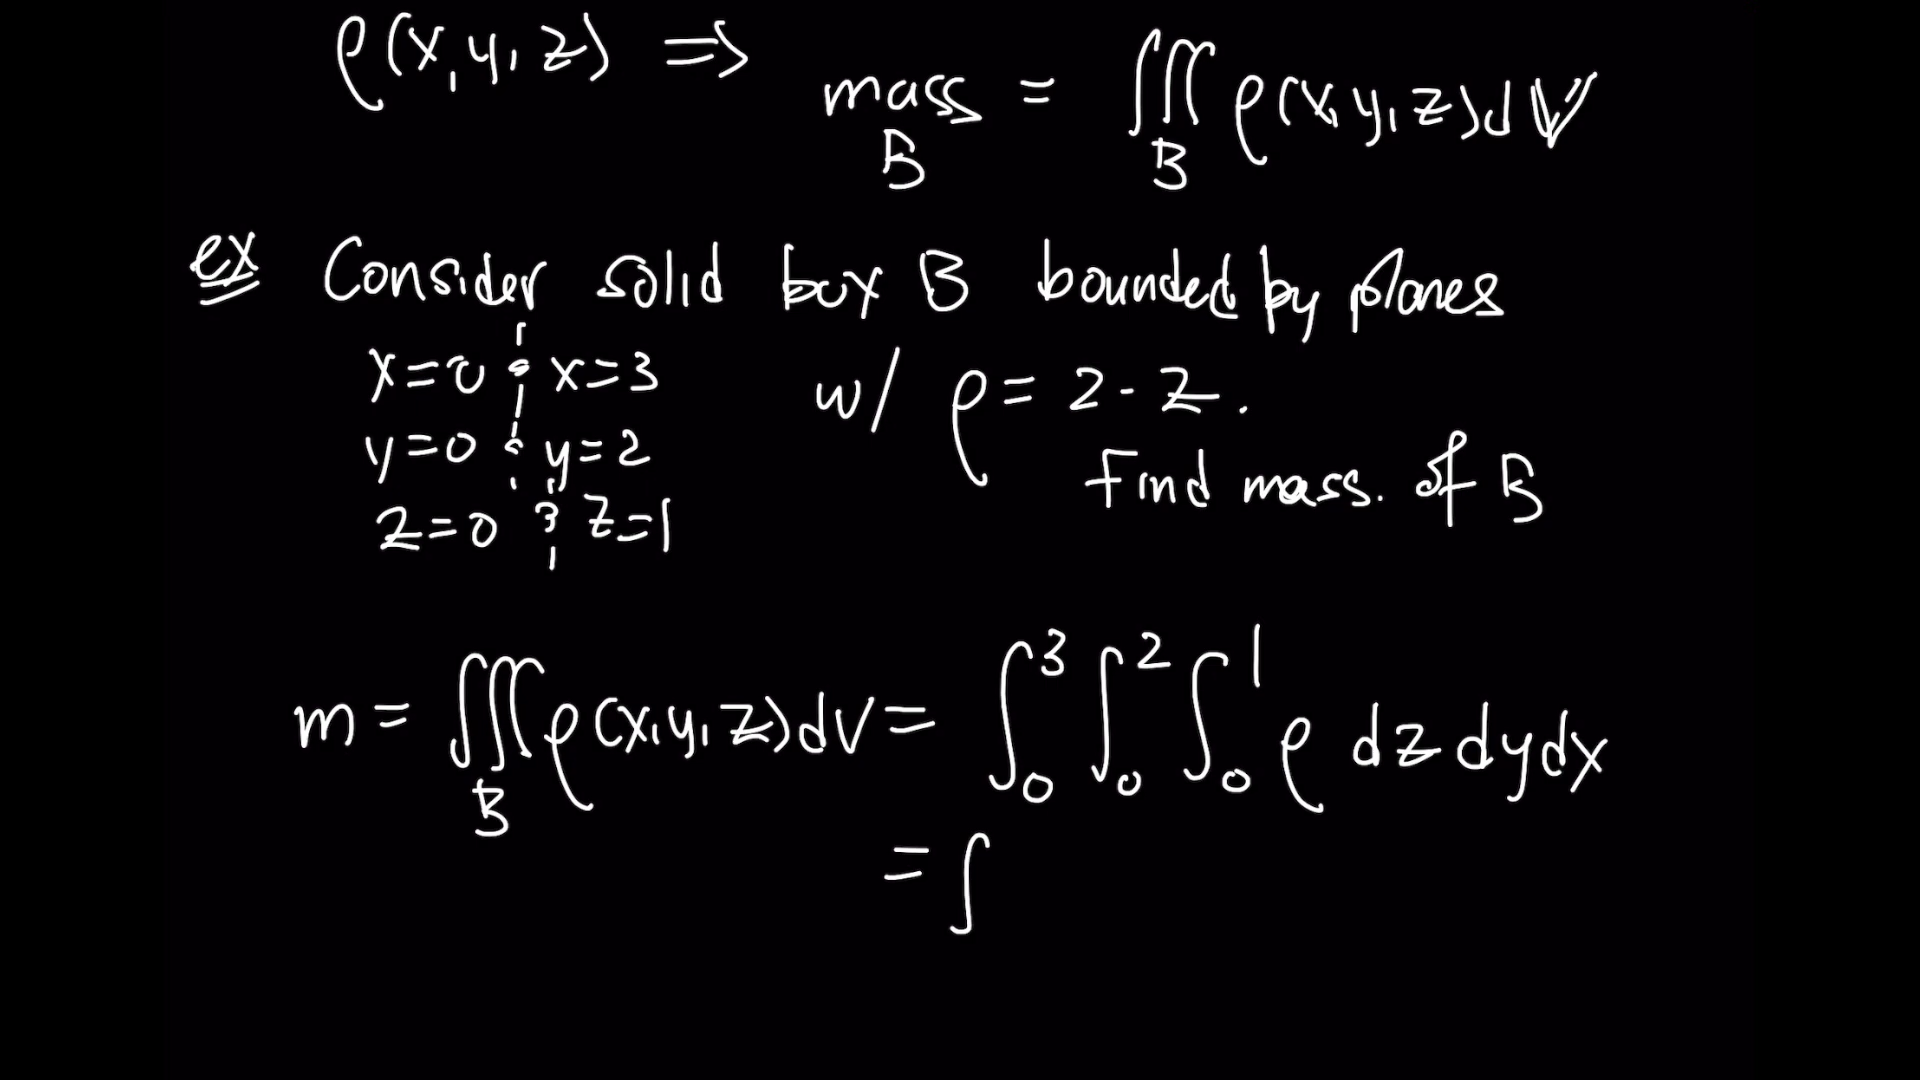 ρ(x,y,z) ⇒ mass = ∭ ρ(x,y,z)dV
B B
ex Consider solid box B bounded by planes
x=0 & x=3 w/ ρ = 2-z.
y=0 & y=2 Find mass. of B
z=0 & z=1
m = ∭ ρ(x,y,z)dV = ∫₀³ ∫₀² ∫₀¹ ρ dz dy dx
B
= ∫